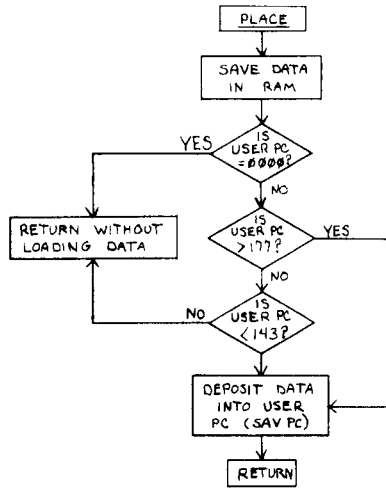 PLACE
SAVE DATA
IN RAM
IS
USER PC
=0000?
YES
NO
IS
USER PC
>177?
YES
NO
RETURN WITHOUT
LOADING DATA
IS
USER PC
<143?
NO
DEPOSIT DATA
INTO USER
PC (SAV PC)
RETURN